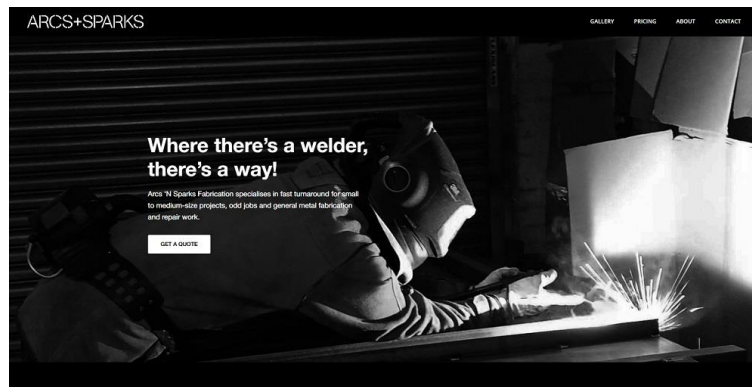 ARCS+SPARKS
GALLERY PRICING ABOUT CONTACT
Where there's a welder,
there's a way!
Arcs 'N Sparks Fabrication specialises in fast turnaround for small
to medium-size projects, odd jobs and general metal fabrication
and repair work.
GET A QUOTE